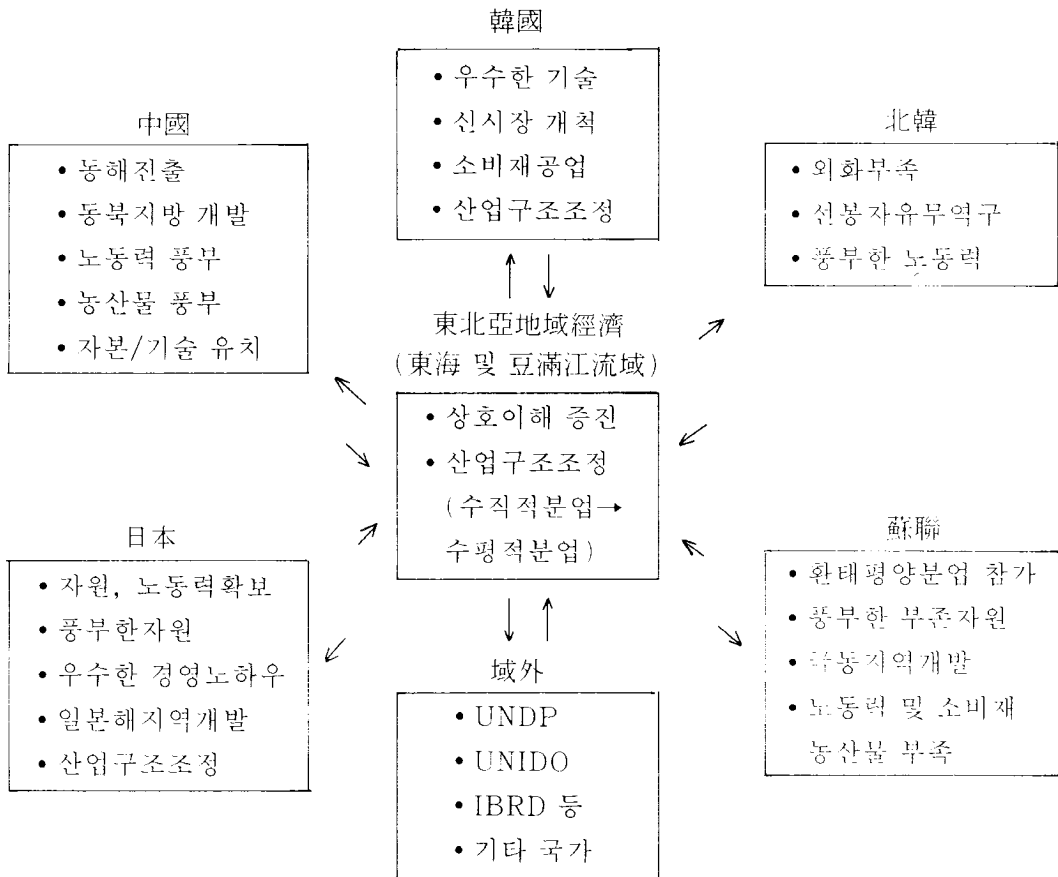 韓國
• 우수한 기술
• 신시장 개척
• 소비재공업
• 산업구조조정
中國
• 동해진출
• 동북지방 개발
• 노동력 풍부
• 농산물 풍부
• 자본/기술 유치
北韓
• 외화부족
• 선봉자유무역구
• 풍부한 노동력
東北亞地域經濟
(東海 및 豆滿江流域)
• 상호이해 증진
• 산업구조조정
(수직적분업→
수평적분업)
日本
• 자원, 노동력확보
• 풍부한자원
• 우수한 경영노하우
• 일본해지역개발
• 산업구조조정
蘇聯
• 환태평양분업 참가
• 풍부한 부존자원
• 극동지역개발
• 노동력 및 소비재
농산물 부족
域外
• UNDP
• UNIDO
• IBRD 등
• 기타 국가